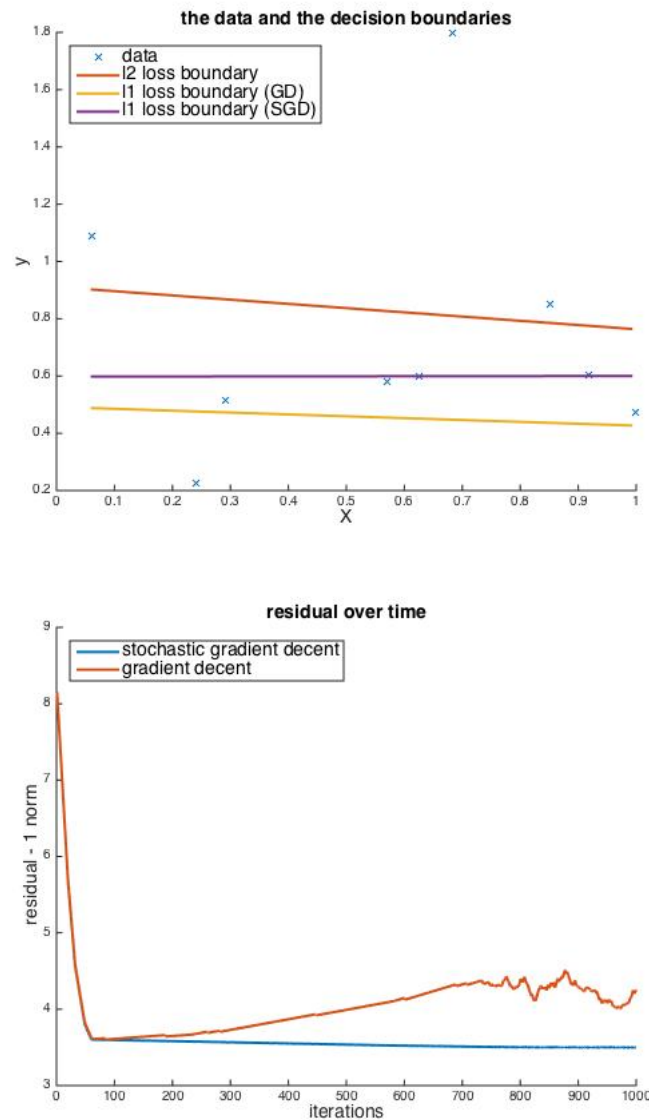 the data and the decision boundaries
1.8
1.6
1.4
1.2
1
0.8
0.6
0.4
0.2
y
data
l2 loss boundary
l1 loss boundary (GD)
l1 loss boundary (SGD)
0 0.1 0.2 0.3 0.4 0.5 0.6 0.7 0.8 0.9 1
X
residual over time
9
8
7
6
5
4
3
residual - 1 norm
stochastic gradient decent
gradient decent
0 100 200 300 400 500 600 700 800 900 1000
iterations